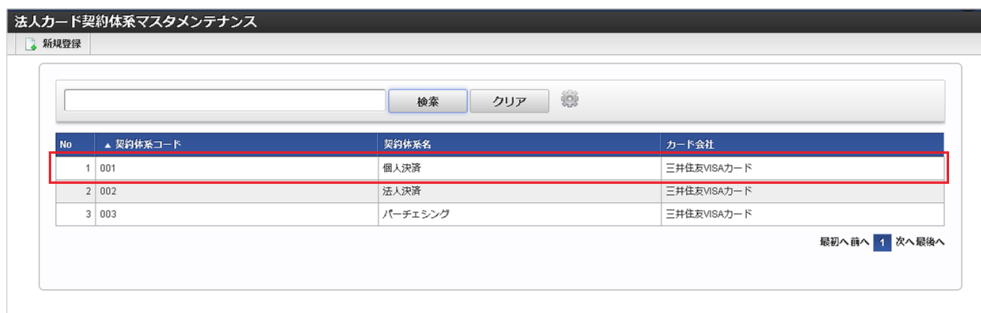 法人カード契約体系マスタメンテナンス
新規登録
検索 クリア
No ▲ 契約体系コード 契約体系名 カード会社
1 001 個人決済 三井住友VISAカード
2 002 法人決済 三井住友VISAカード
3 003 パーチェシング 三井住友VISAカード
最初へ 前へ 1 次へ 最後へ